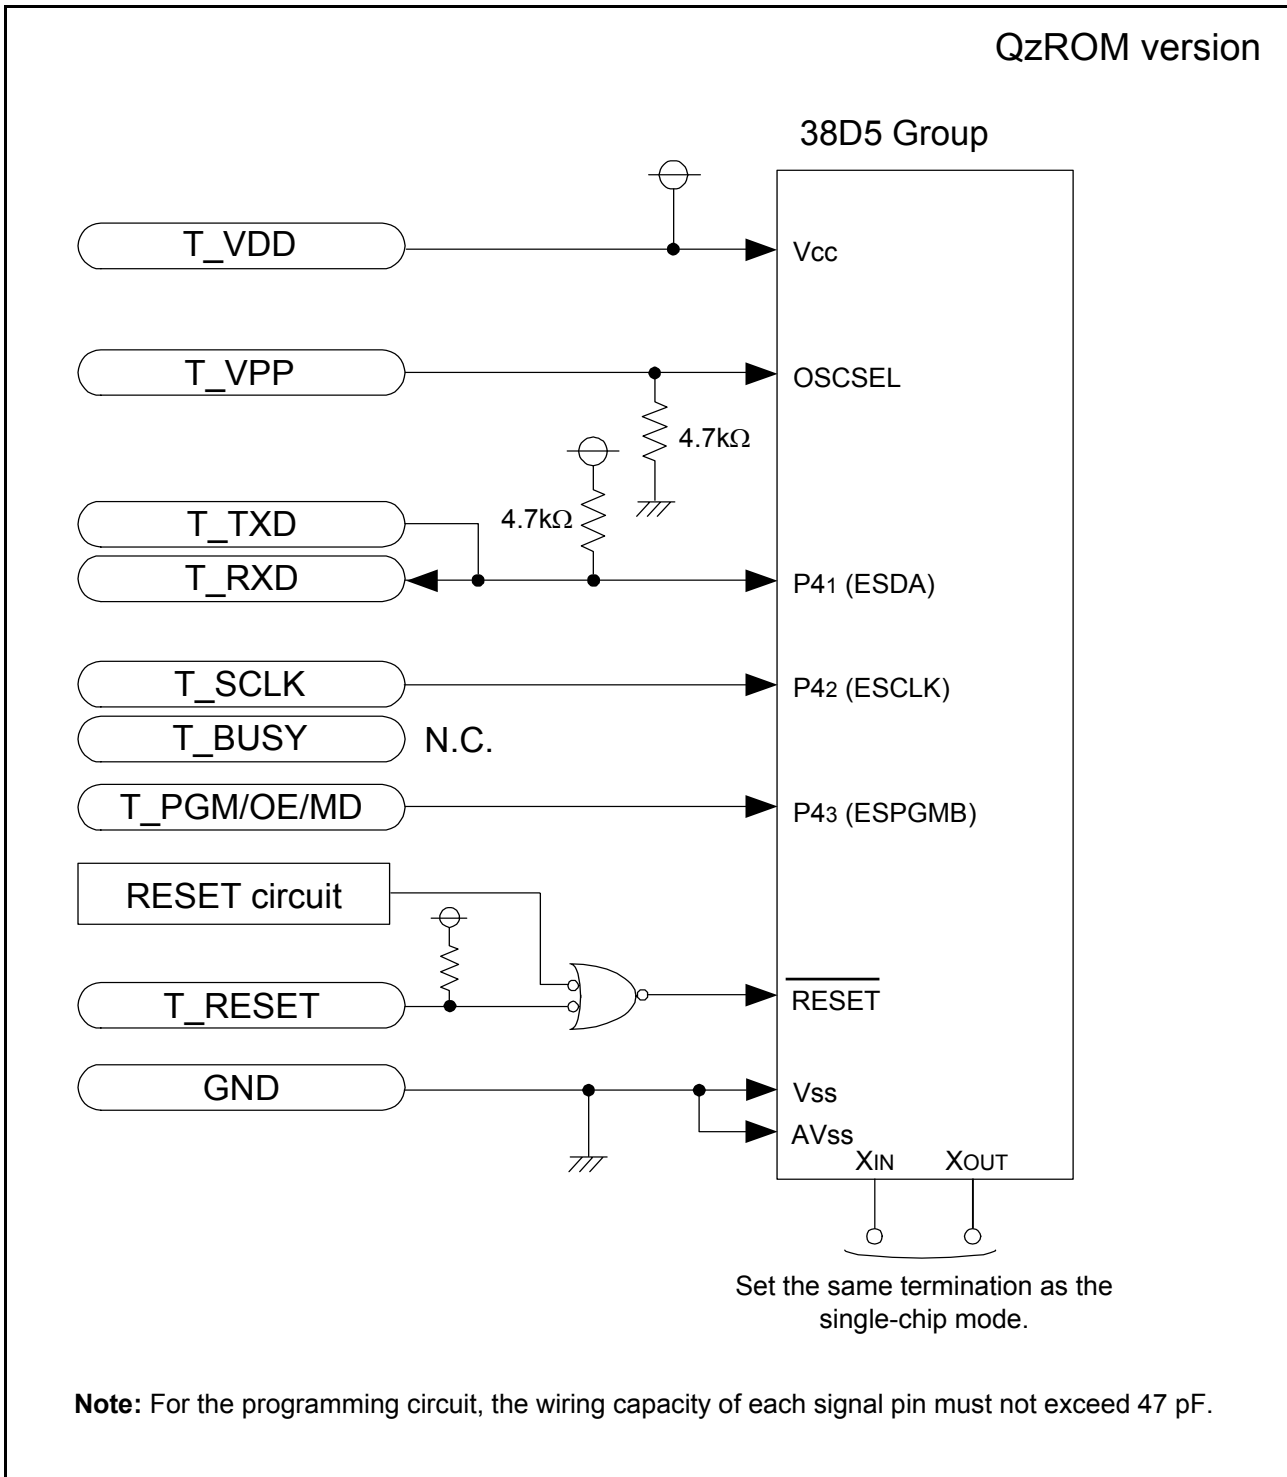 QzROM version
38D5 Group
T_VDD
Vcc
T_VPP
OSCSEL
4.7kΩ
4.7kΩ
T_TXD
T_RXD
P41 (ESDA)
T_SCLK
P42 (ESCLK)
T_BUSY
N.C.
T_PGM/OE/MD
P43 (ESPGMB)
RESET circuit
T_RESET
RESET
GND
Vss
AVss
XIN
XOUT
Set the same termination as the
single-chip mode.
Note: For the programming circuit, the wiring capacity of each signal pin must not exceed 47 pF.